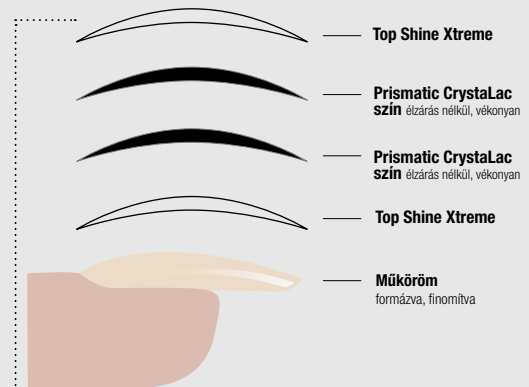 Top Shine Xtreme
Prismatic CrystaLac
szín élzárás nélkül, vékonyan
Prismatic CrystaLac
szín élzárás nélkül, vékonyan
Top Shine Xtreme
Műköröm
formázva, finomítva